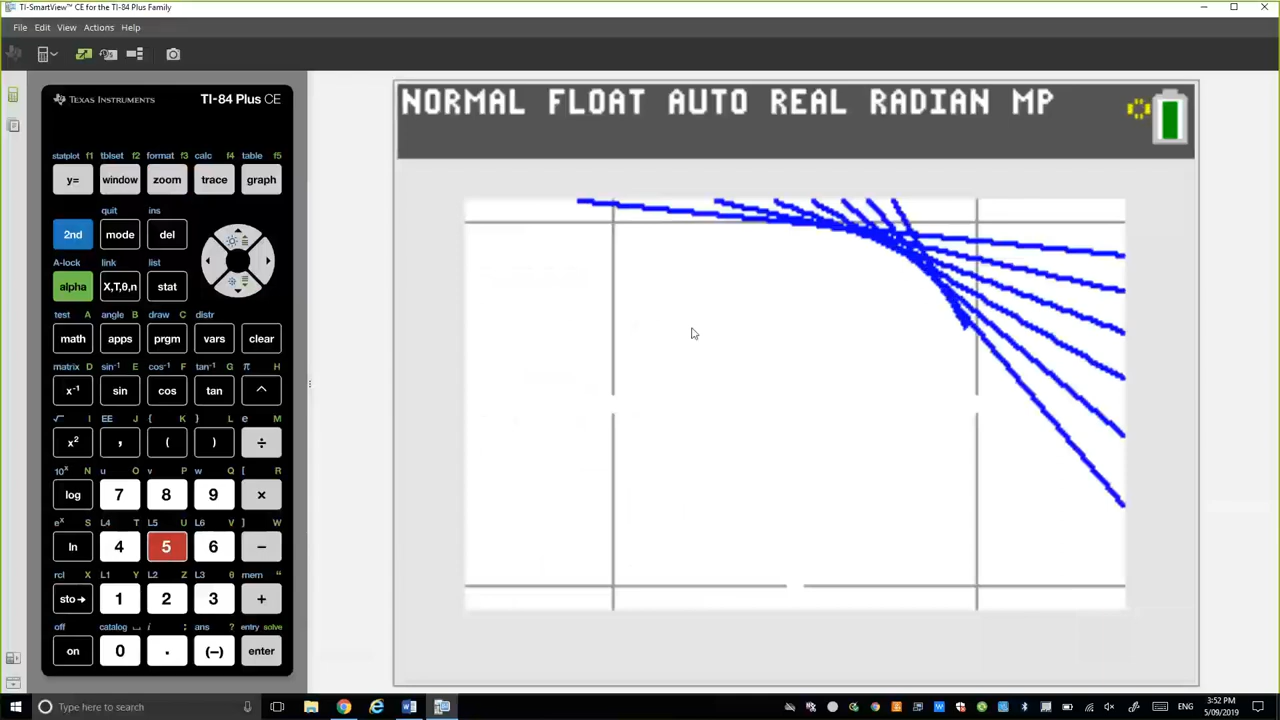 TI-SmartView™ CE for the TI-84 Plus Family
File Edit View Actions Help
TEXAS INSTRUMENTS TI-84 Plus CE
NORMAL FLOAT AUTO REAL RADIAN MP
statplot f1 tblset f2 format f3 calc f4 table f5
y= window zoom trace graph
quit ins
2nd mode del
A-lock link list
alpha X,T,θ,n stat
test A angle B draw C distr
math apps prgm vars clear
matrix D sin⁻¹ E cos⁻¹ F tan⁻¹ G π H
x⁻¹ sin cos tan ^
√ I EE J { K } L e M
x² , ( ) ÷
10ˣ N u O v P w Q [ R
log 7 8 9 ×
eˣ S L4 T L5 U L6 V ] W
ln 4 5 6 −
rcl X L1 Y L2 Z L3 θ mem "
sto→ 1 2 3 +
off catalog ⎵ i : ans ? entry solve
on 0 . (−) enter
Type here to search
ENG
3:52 PM
5/09/2019